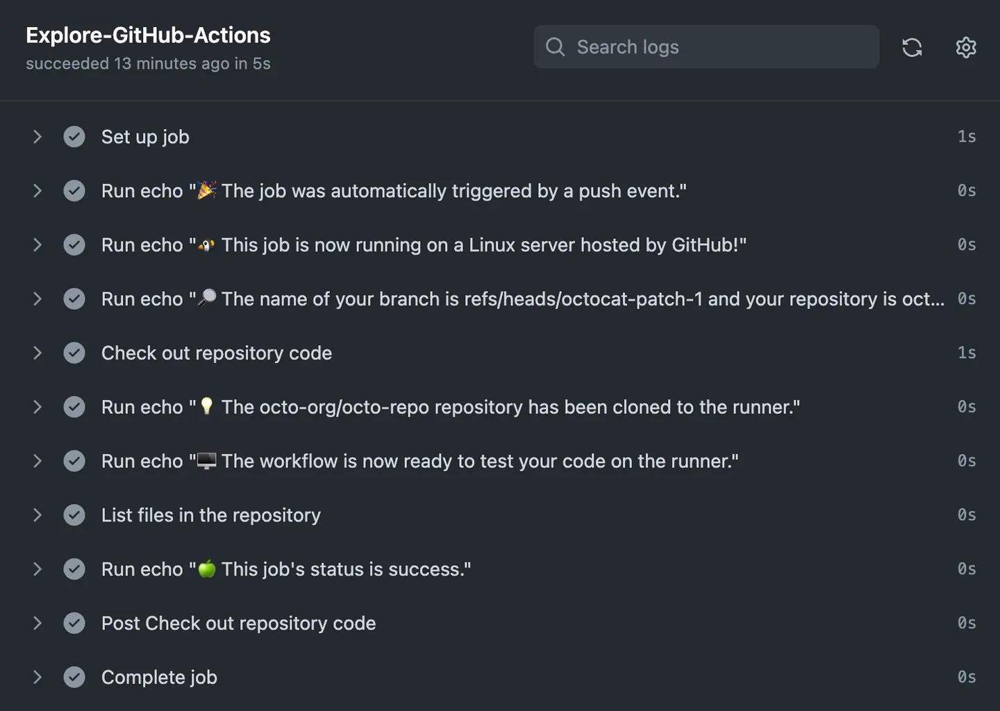 Explore-GitHub-Actions
succeeded 13 minutes ago in 5s
Search logs
Set up job 1s
Run echo "🎉 The job was automatically triggered by a push event." 0s
Run echo "🐧 This job is now running on a Linux server hosted by GitHub!" 0s
Run echo "🔎 The name of your branch is refs/heads/octocat-patch-1 and your repository is oct... 0s
Check out repository code 1s
Run echo "💡 The octo-org/octo-repo repository has been cloned to the runner." 0s
Run echo "🖥️ The workflow is now ready to test your code on the runner." 0s
List files in the repository 0s
Run echo "🍏 This job's status is success." 0s
Post Check out repository code 0s
Complete job 0s